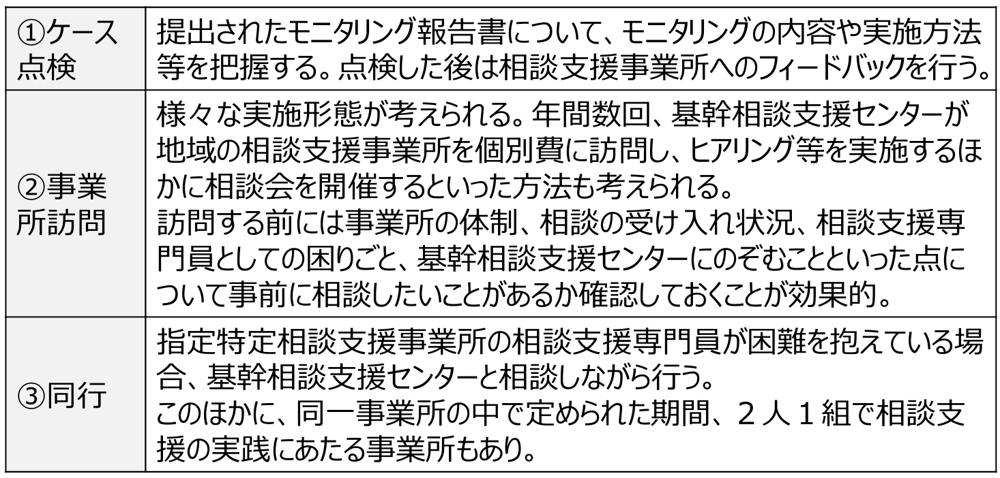 ①ケース
点検
提出されたモニタリング報告書について、モニタリングの内容や実施方法
等を把握する。点検した後は相談支援事業所へのフィードバックを行う。
②事業
所訪問
様々な実施形態が考えられる。年間数回、基幹相談支援センターが
地域の相談支援事業所を個別費に訪問し、ヒアリング等を実施するほ
かに相談会を開催するといった方法も考えられる。
訪問する前には事業所の体制、相談の受け入れ状況、相談支援専
門員としての困りごと、基幹相談支援センターにのぞむことといった点に
ついて事前に相談したいことがあるか確認しておくことが効果的。
③同行
指定特定相談支援事業所の相談支援専門員が困難を抱えている場
合、基幹相談支援センターと相談しながら行う。
このほかに、同一事業所の中で定められた期間、2人1組で相談支
援の実践にあたる事業所もあり。